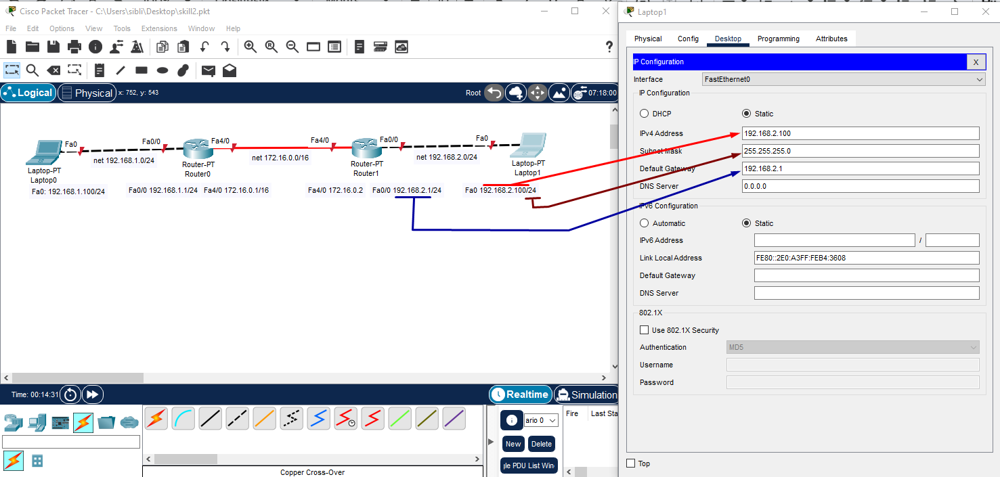 Cisco Packet Tracer - C:\Users\sibli\Desktop\skill2.pkt
File Edit Options View Tools Extensions Window Help
Logical Physical x: 752, y: 543 Root 07:18:00
Fa0 Fa0/0 Fa4/0 Fa4/0 Fa0/0 Fa0
net 192.168.1.0/24 net 172.16.0.0/16 net 192.168.2.0/24
Laptop-PT Router-PT Router-PT Laptop-PT
Laptop0 Router0 Router1 Laptop1
Fa0: 192.168.1.100/24 Fa0/0 192.168.1.1/24 Fa4/0 172.16.0.1/16 Fa4/0 172.16.0.2 Fa0/0 192.168.2.1/24 Fa0 192.168.2.100/24
Time: 00:14:31 Realtime Simulation
ario 0 Fire Last Sta
New Delete
gle PDU List Win
Copper Cross-Over
Laptop1
Physical Config Desktop Programming Attributes
IP Configuration X
Interface FastEthernet0
IP Configuration
DHCP Static
IPv4 Address 192.168.2.100
Subnet Mask 255.255.255.0
Default Gateway 192.168.2.1
DNS Server 0.0.0.0
IPv6 Configuration
Automatic Static
IPv6 Address /
Link Local Address FE80::2E0:A3FF:FEB4:3608
Default Gateway
DNS Server
802.1X
Use 802.1X Security
Authentication MD5
Username
Password
Top